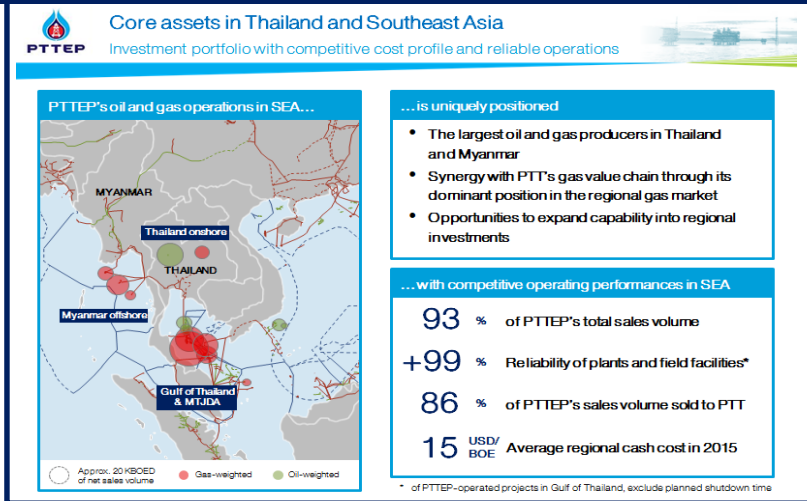 PTTEP
Core assets in Thailand and Southeast Asia
Investment portfolio with competitive cost profile and reliable operations
PTTEP's oil and gas operations in SEA...
MYANMAR
Thailand onshore
THAILAND
Myanmar offshore
Gulf of Thailand
& MTJDA
Approx. 20 KBOED
of net sales volume
Gas-weighted
Oil-weighted
...is uniquely positioned
• The largest oil and gas producers in Thailand
and Myanmar
• Synergy with PTT's gas value chain through its
dominant position in the regional gas market
• Opportunities to expand capability into regional
investments
...with competitive operating performances in SEA
93 % of PTTEP's total sales volume
+99 % Reliability of plants and field facilities*
86 % of PTTEP's sales volume sold to PTT
15 USD/
BOE Average regional cash cost in 2015
* of PTTEP-operated projects in Gulf of Thailand, exclude planned shutdown time